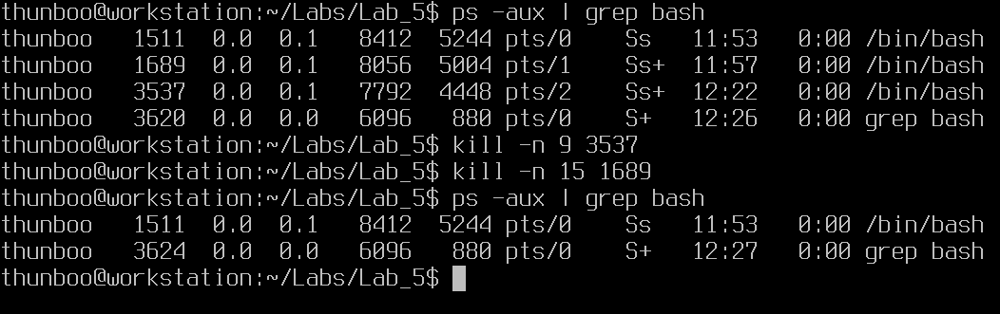 thunboo@workstation:~/Labs/Lab_5$ ps -aux | grep bash
thunboo 1511 0.0 0.1 8412 5244 pts/0 Ss 11:53 0:00 /bin/bash
thunboo 1689 0.0 0.1 8056 5004 pts/1 Ss+ 11:57 0:00 /bin/bash
thunboo 3537 0.0 0.1 7792 4448 pts/2 Ss+ 12:22 0:00 /bin/bash
thunboo 3620 0.0 0.0 6096 880 pts/0 S+ 12:26 0:00 grep bash
thunboo@workstation:~/Labs/Lab_5$ kill -n 9 3537
thunboo@workstation:~/Labs/Lab_5$ kill -n 15 1689
thunboo@workstation:~/Labs/Lab_5$ ps -aux | grep bash
thunboo 1511 0.0 0.1 8412 5244 pts/0 Ss 11:53 0:00 /bin/bash
thunboo 3624 0.0 0.0 6096 880 pts/0 S+ 12:27 0:00 grep bash
thunboo@workstation:~/Labs/Lab_5$